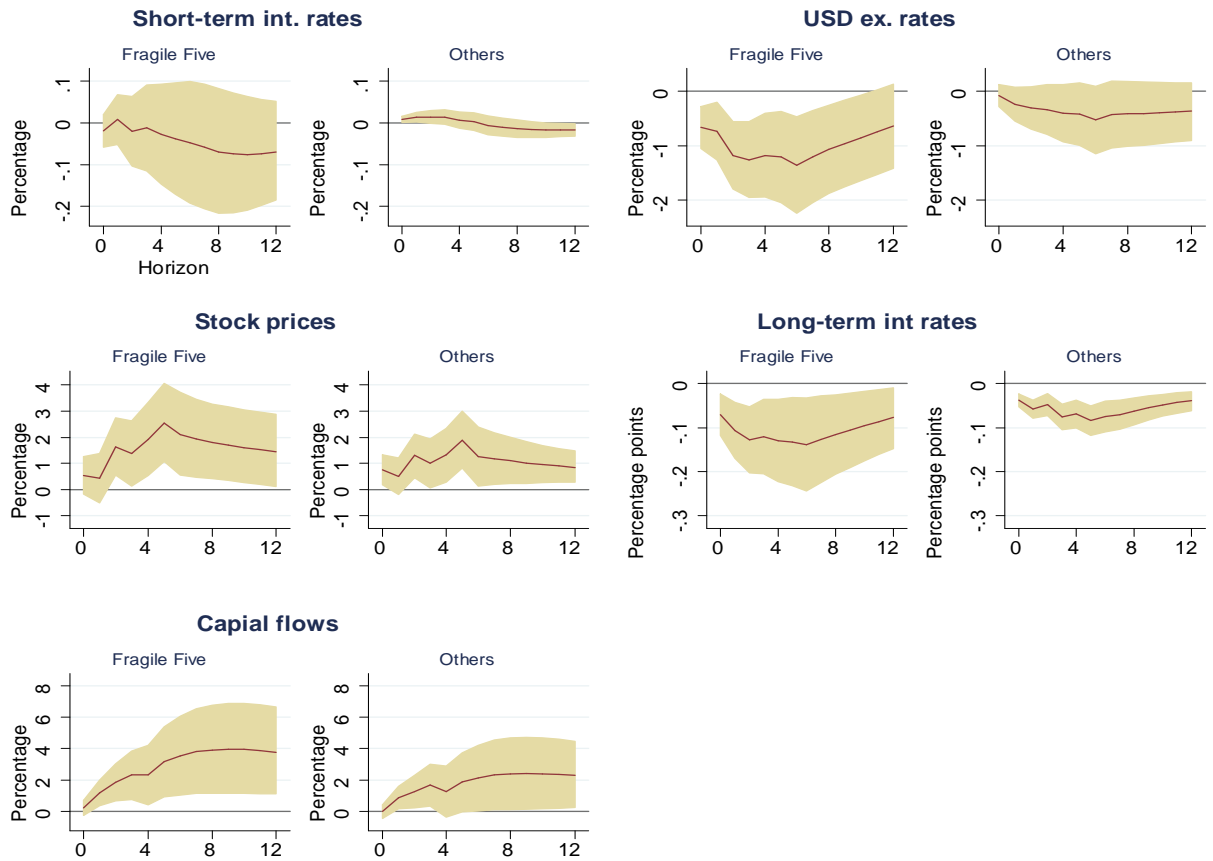 Short-term int. rates
Fragile Five
Others
Percentage
.1
0
-.1
-.2
0 4 8 12
Horizon
Percentage
.1
0
-.1
-.2
0 4 8 12
USD ex. rates
Fragile Five
Others
Percentage
0
-1
-2
0 4 8 12
Percentage
0
-1
-2
0 4 8 12
Stock prices
Fragile Five
Others
Percentage
4
3
2
1
0
-1
0 4 8 12
Percentage
4
3
2
1
0
-1
0 4 8 12
Long-term int rates
Fragile Five
Others
Percentage points
0
-.1
-.2
-.3
0 4 8 12
Percentage points
0
-.1
-.2
-.3
0 4 8 12
Capial flows
Fragile Five
Others
Percentage
8
6
4
2
0
0 4 8 12
Percentage
8
6
4
2
0
0 4 8 12